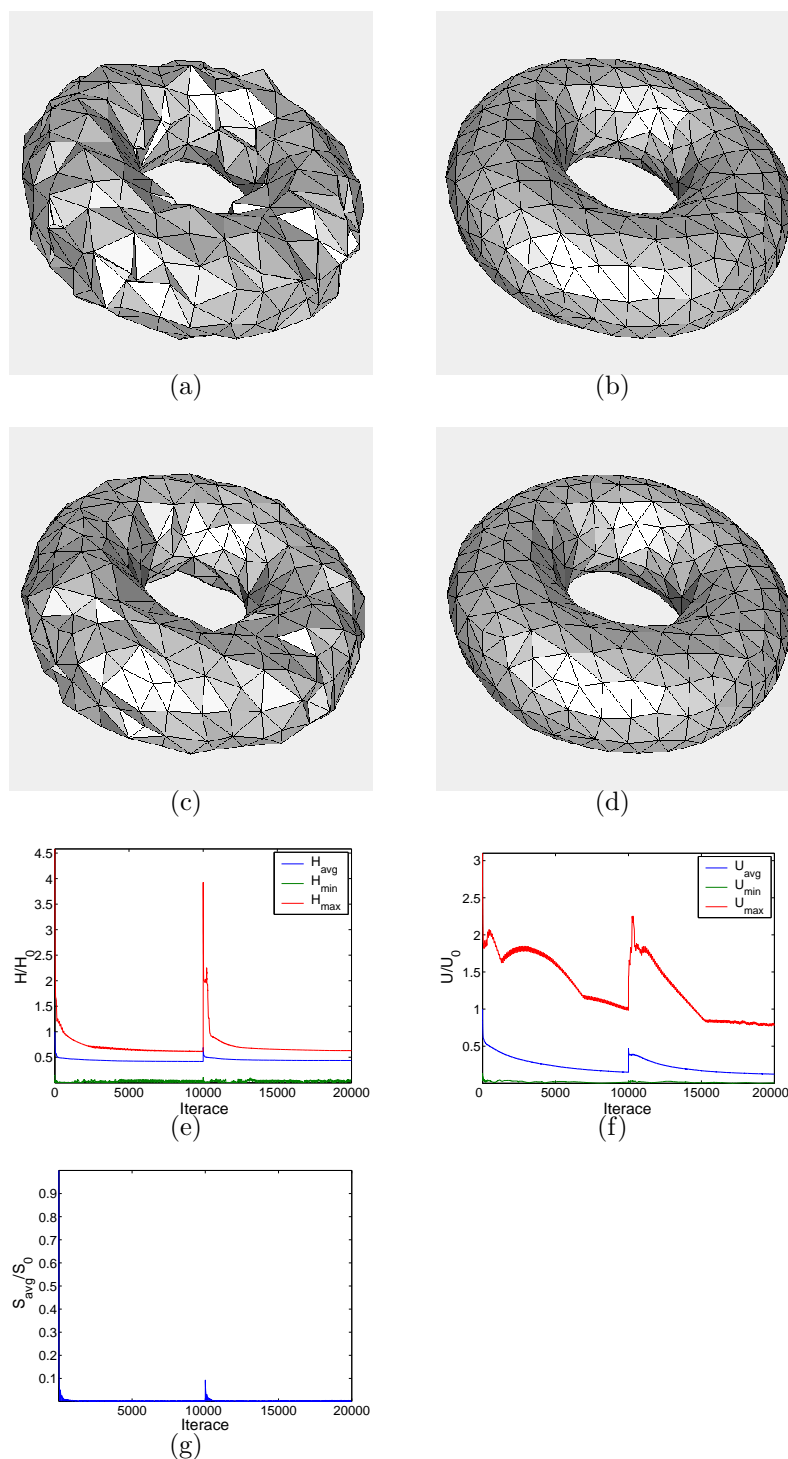 (a)
(b)
(c)
(d)
4.5
4
3.5
3
2.5
2
1.5
1
0.5
H/H0
Havg
Hmin
Hmax
0 5000 10000 15000 20000
Iterace
(e)
3
2.5
2
1.5
1
0.5
U/U0
Uavg
Umin
Umax
0 5000 10000 15000 20000
Iterace
(f)
0.9
0.8
0.7
0.6
0.5
0.4
0.3
0.2
0.1
Savg/S0
5000 10000 15000 20000
Iterace
(g)